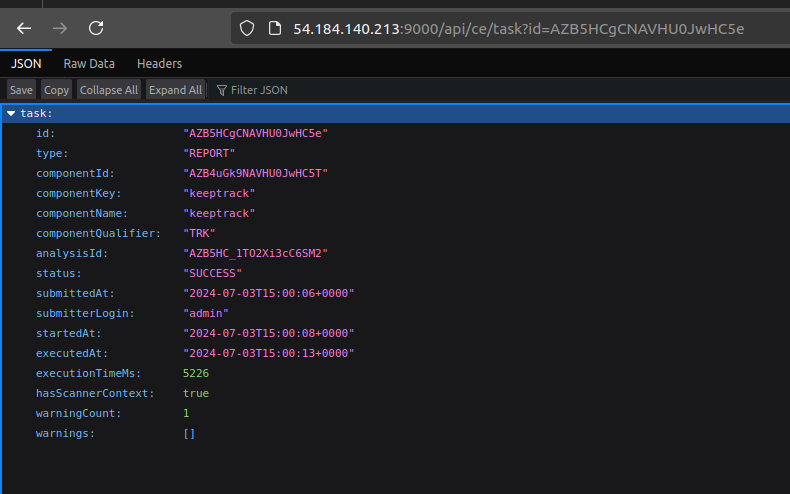 54.184.140.213:9000/api/ce/task?id=AZB5HCgCNAVHU0JwHC5e
JSON Raw Data Headers
Save Copy Collapse All Expand All Filter JSON
task:
id: "AZB5HCgCNAVHU0JwHC5e"
type: "REPORT"
componentId: "AZB4uGk9NAVHU0JwHC5T"
componentKey: "keeptrack"
componentName: "keeptrack"
componentQualifier: "TRK"
analysisId: "AZB5HC_1TO2Xi3cC6SM2"
status: "SUCCESS"
submittedAt: "2024-07-03T15:00:06+0000"
submitterLogin: "admin"
startedAt: "2024-07-03T15:00:08+0000"
executedAt: "2024-07-03T15:00:13+0000"
executionTimeMs: 5226
hasScannerContext: true
warningCount: 1
warnings: []